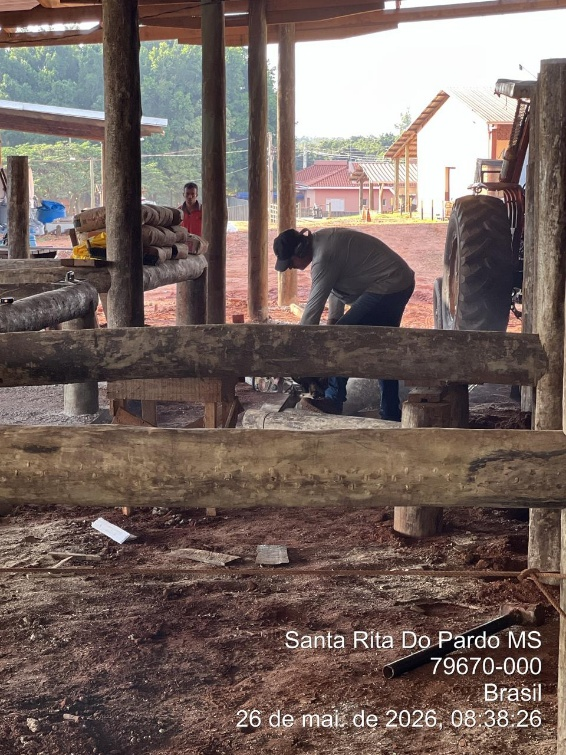 Santa Rita Do Pardo MS
79670-000
Brasil
26 de mai. de 2026, 08:38:26